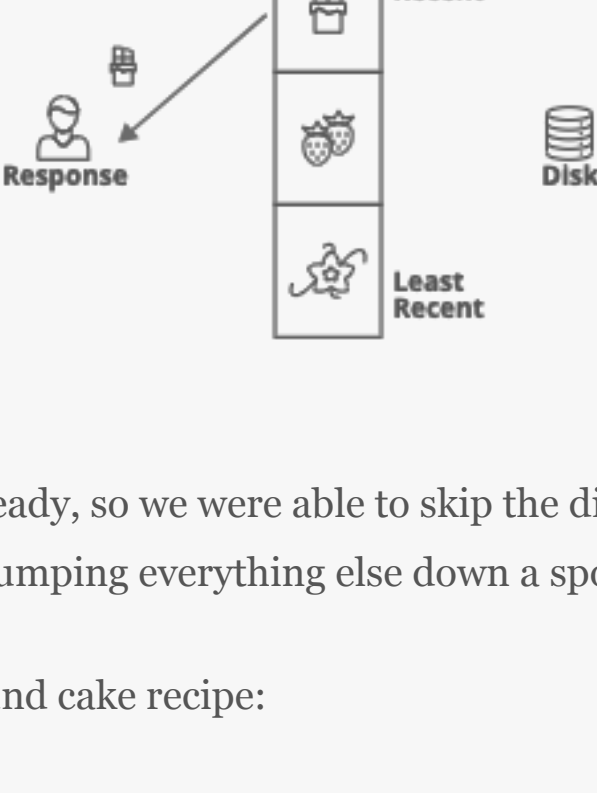 Recent
Response
Disk
Least
Recent
eady, so we were able to skip the di
umping everything else down a spo
nd cake recipe: